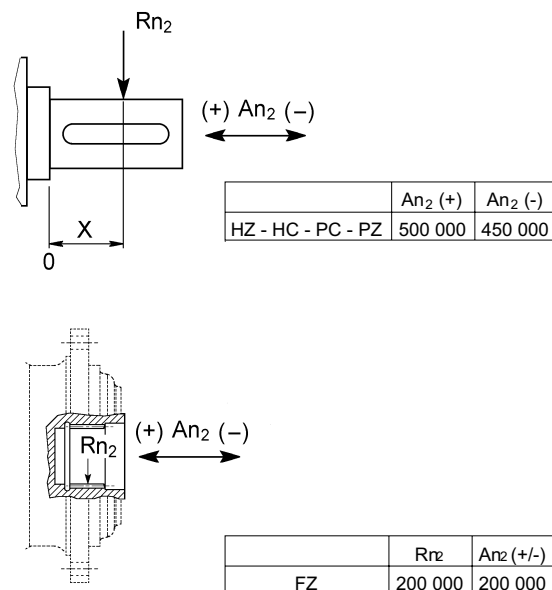 Rn2
(+) An2 (−)
X
0
An2 (+) An2 (-)
HZ - HC - PC - PZ 500 000 450 000
(+) An2 (−)
Rn2
Rn2 An2 (+/-)
FZ 200 000 200 000